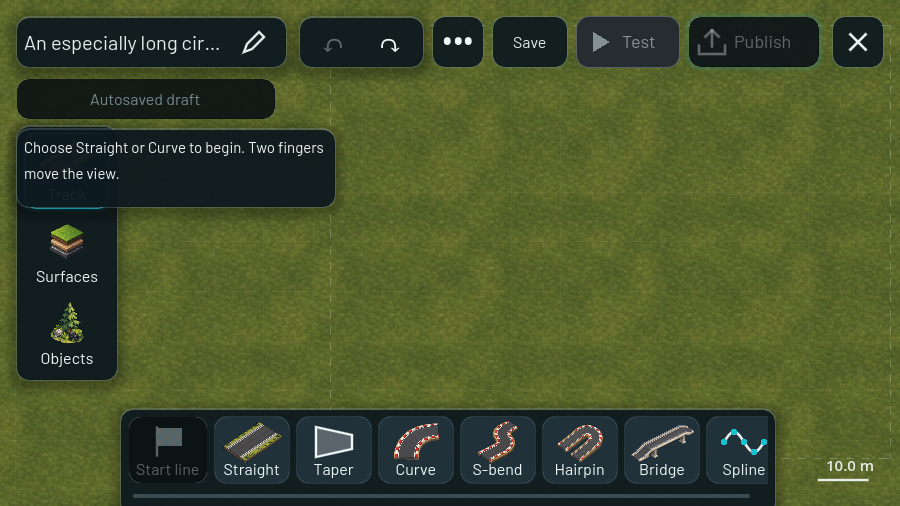 An especially long cir...
Save
Test
Publish
Autosaved draft
Choose Straight or Curve to begin. Two fingers
move the view.
Track
Surfaces
Objects
Start line
Straight
Taper
Curve
S-bend
Hairpin
Bridge
Spline
10.0 m